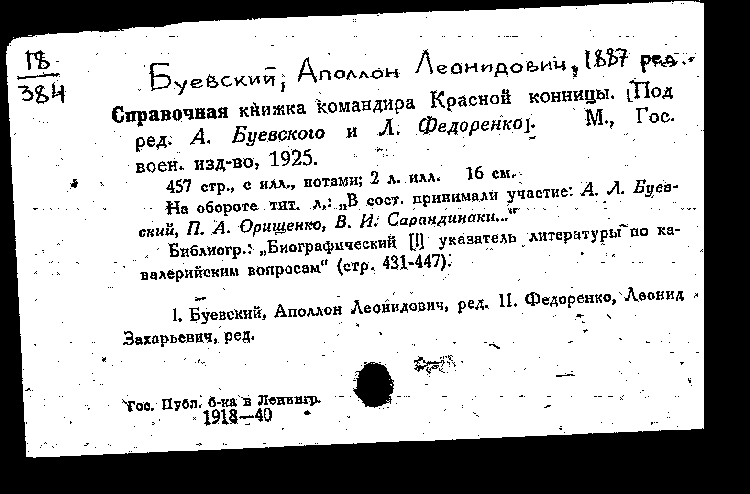 18
384
Буевский, Аполлон Леонидович, 1887 ред.
Справочная книжка командира Красной конницы. [Под
ред. А. Буевского и Л. Федоренко]. М., Гос.
воен. изд-во, 1925.
457 стр., с илл., нотами; 2 л. илл. 16 см.
На обороте тит. л.: „В сост. принимали участие: А. Л. Буев-
ский, П. А. Орищенко, В. И. Сарандинаки..."
Библиогр.: „Биографический [!] указатель литературы по ка-
валерийским вопросам" (стр. 431-447).
I. Буевский, Аполлон Леонидович, ред. II. Федоренко, Леонид
Захарьевич, ред.
Гос. Публ. б-ка в Ленингр.
1918—40